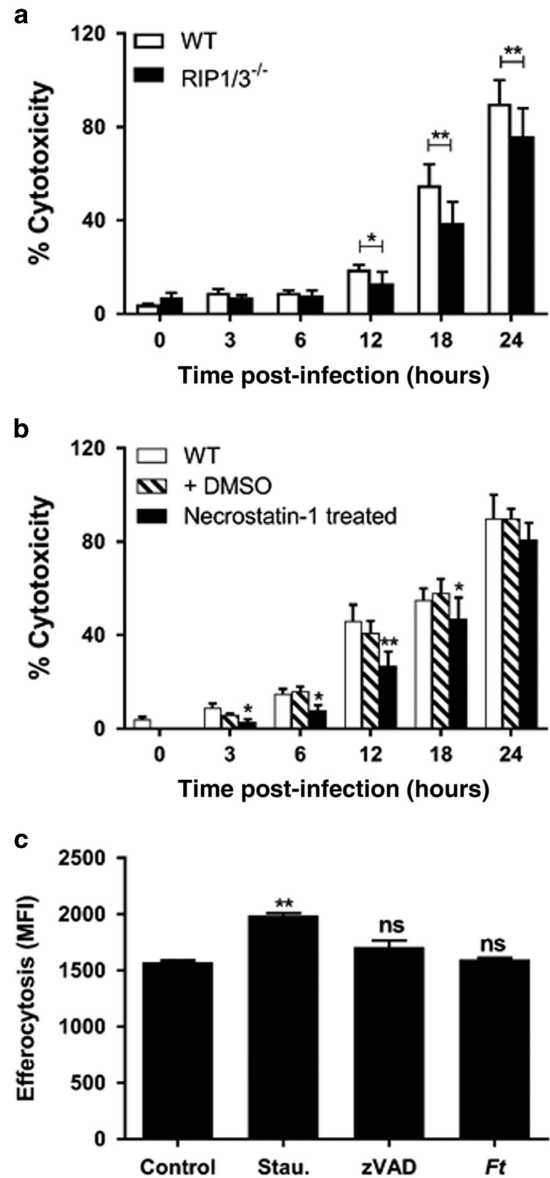 a
% Cytotoxicity
120
80
40
0
WT
RIP1/3-/-
*
**
**
0 3 6 12 18 24
Time post-infection (hours)
b
% Cytotoxicity
120
80
40
0
WT
+ DMSO
Necrostatin-1 treated
*
*
**
*
0 3 6 12 18 24
Time post-infection (hours)
c
Efferocytosis (MFI)
2500
2000
1500
1000
500
0
**
ns
ns
Control Stau. zVAD Ft